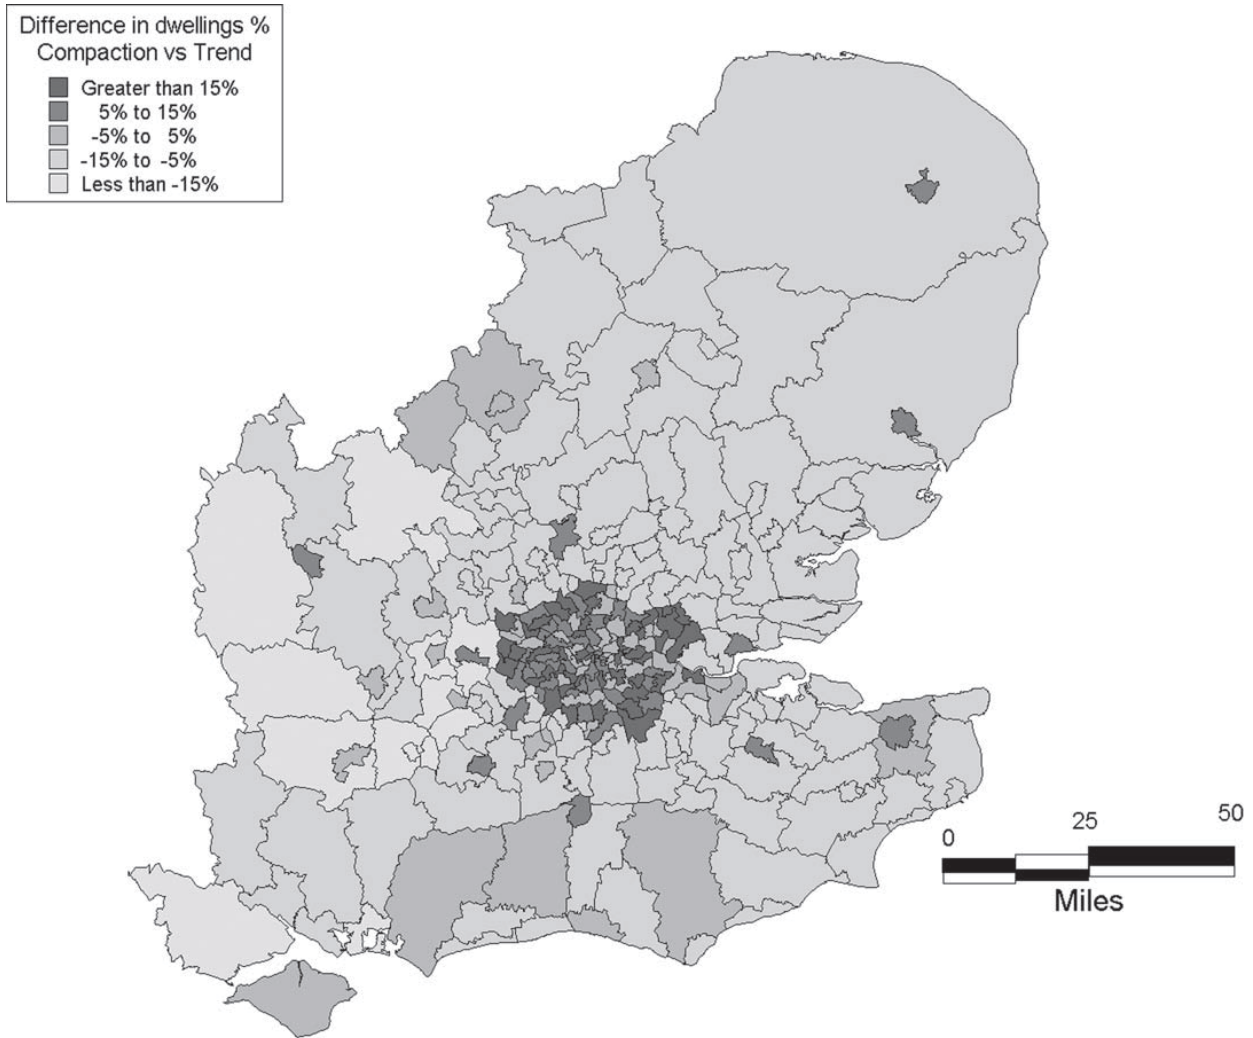 Difference in dwellings %
Compaction vs Trend
Greater than 15%
5% to 15%
-5% to 5%
-15% to -5%
Less than -15%
0 25 50
Miles